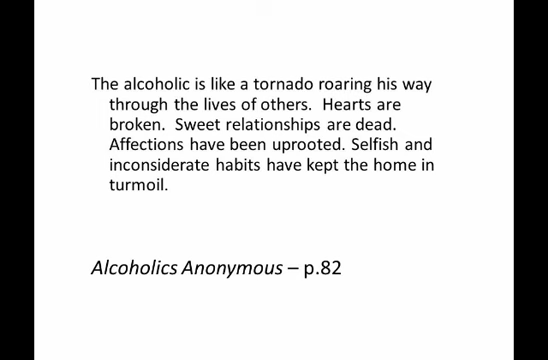 The alcoholic is like a tornado roaring his way
through the lives of others.  Hearts are
broken.  Sweet relationships are dead.
Affections have been uprooted. Selfish and
inconsiderate habits have kept the home in
turmoil.
Alcoholics Anonymous – p.82